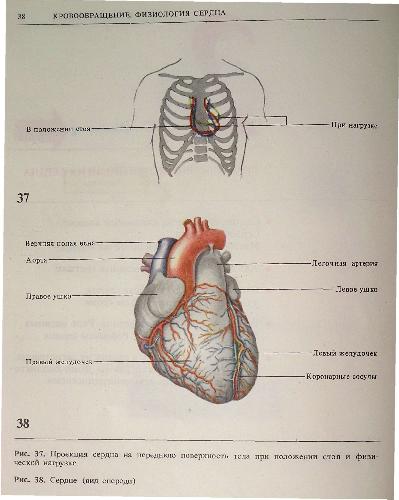 38 КРОВООБРАЩЕНИЕ. ФИЗИОЛОГИЯ СЕРДЦА
В положении стоя
При нагрузке
37
Верхняя полая вена
Аорта
Легочная артерия
Левое ушко
Правое ушко
Левый желудочек
Правый желудочек
Коронарные сосуды
38
Рис. 37. Проекция сердца на переднюю поверхность тела при положении стоя и физи-
ческой нагрузке
Рис. 38. Сердце (вид спереди)